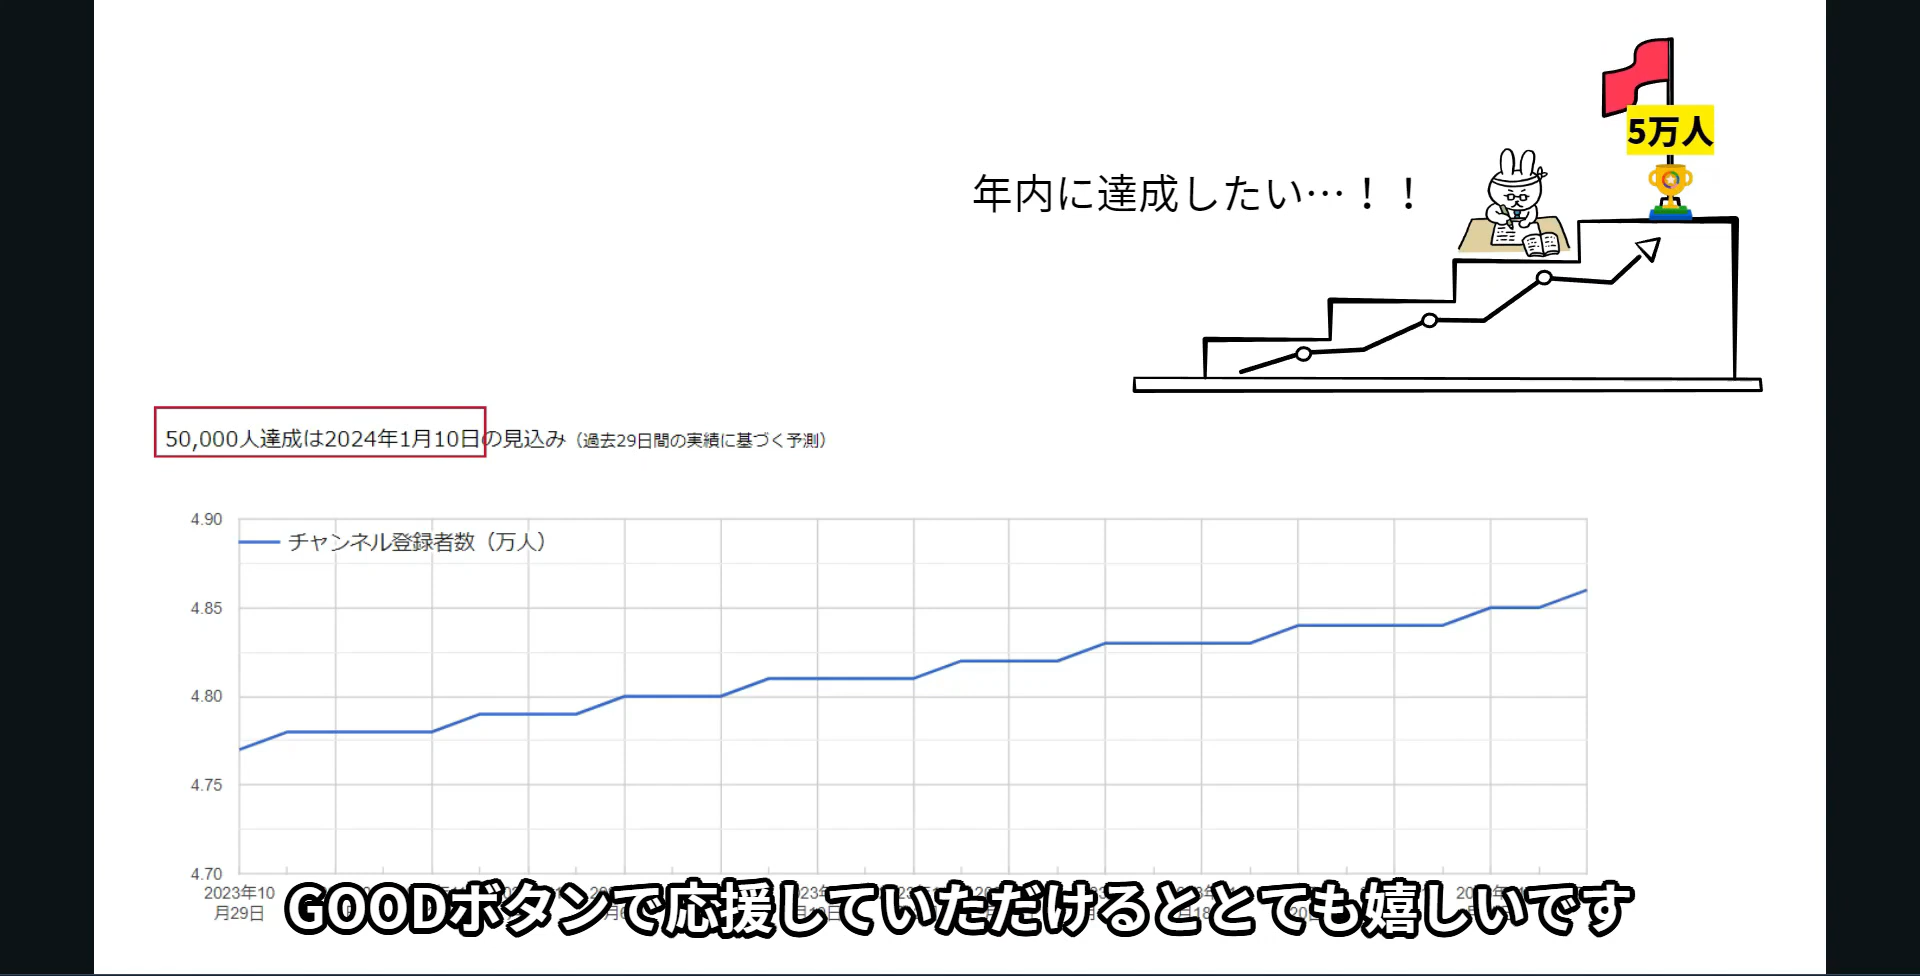 5万人
年内に達成したい…！！
50,000人達成は2024年1月10日の見込み（過去29日間の実績に基づく予測）
チャンネル登録者数（万人）
4.90
4.85
4.80
4.75
4.70
2023年10
月29日
GOODボタンで応援していただけるととても嬉しいです